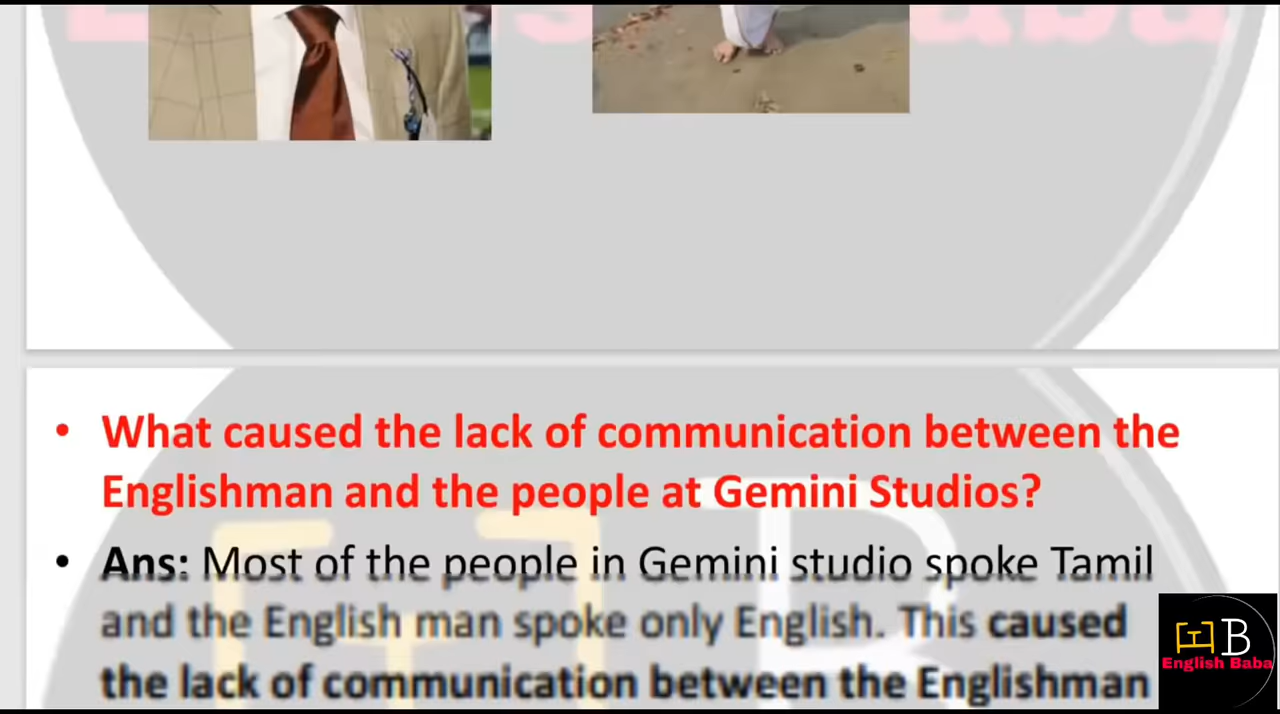 • What caused the lack of communication between the
Englishman and the people at Gemini Studios?
• Ans: Most of the people in Gemini studio spoke Tamil
and the English man spoke only English. This caused
the lack of communication between the Englishman
B
English Baba